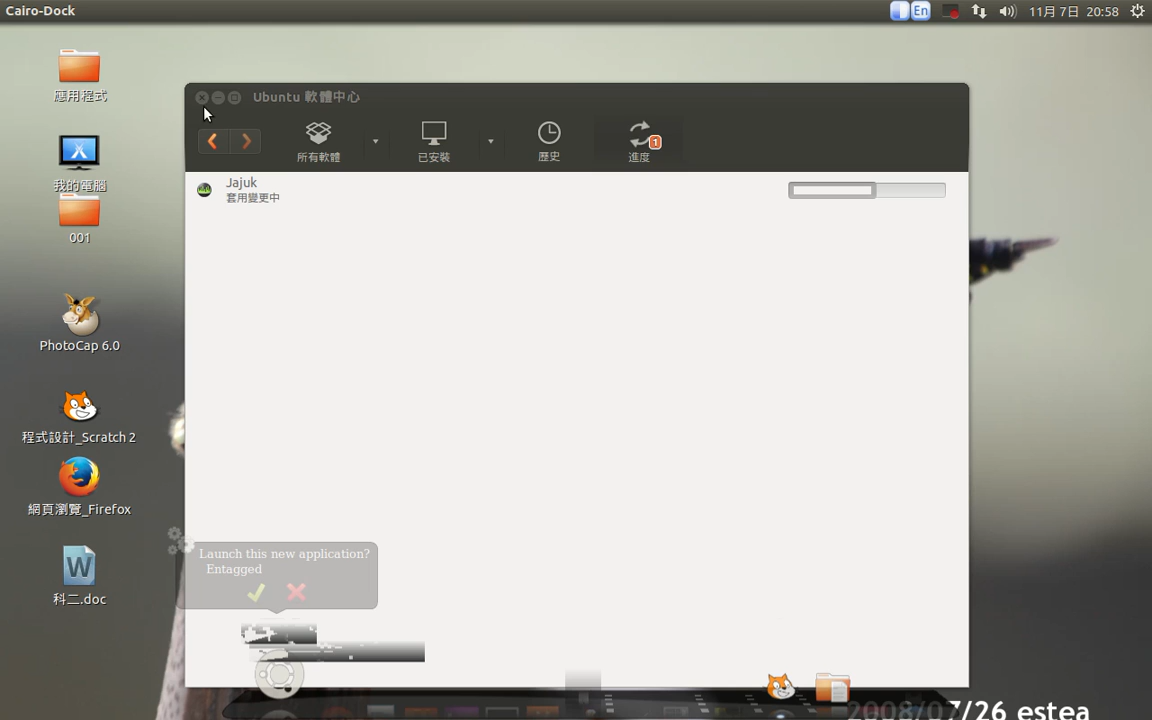 Cairo-Dock
En
11月 7日 20:58
應用程式
我的電腦
001
PhotoCap 6.0
程式設計_Scratch 2
網頁瀏覽_Firefox
W
科二.doc
Ubuntu 軟體中心
所有軟體
已安裝
歷史
進度
1
Jajuk
套用變更中
Launch this new application?
Entagged
2008/07/26 estea